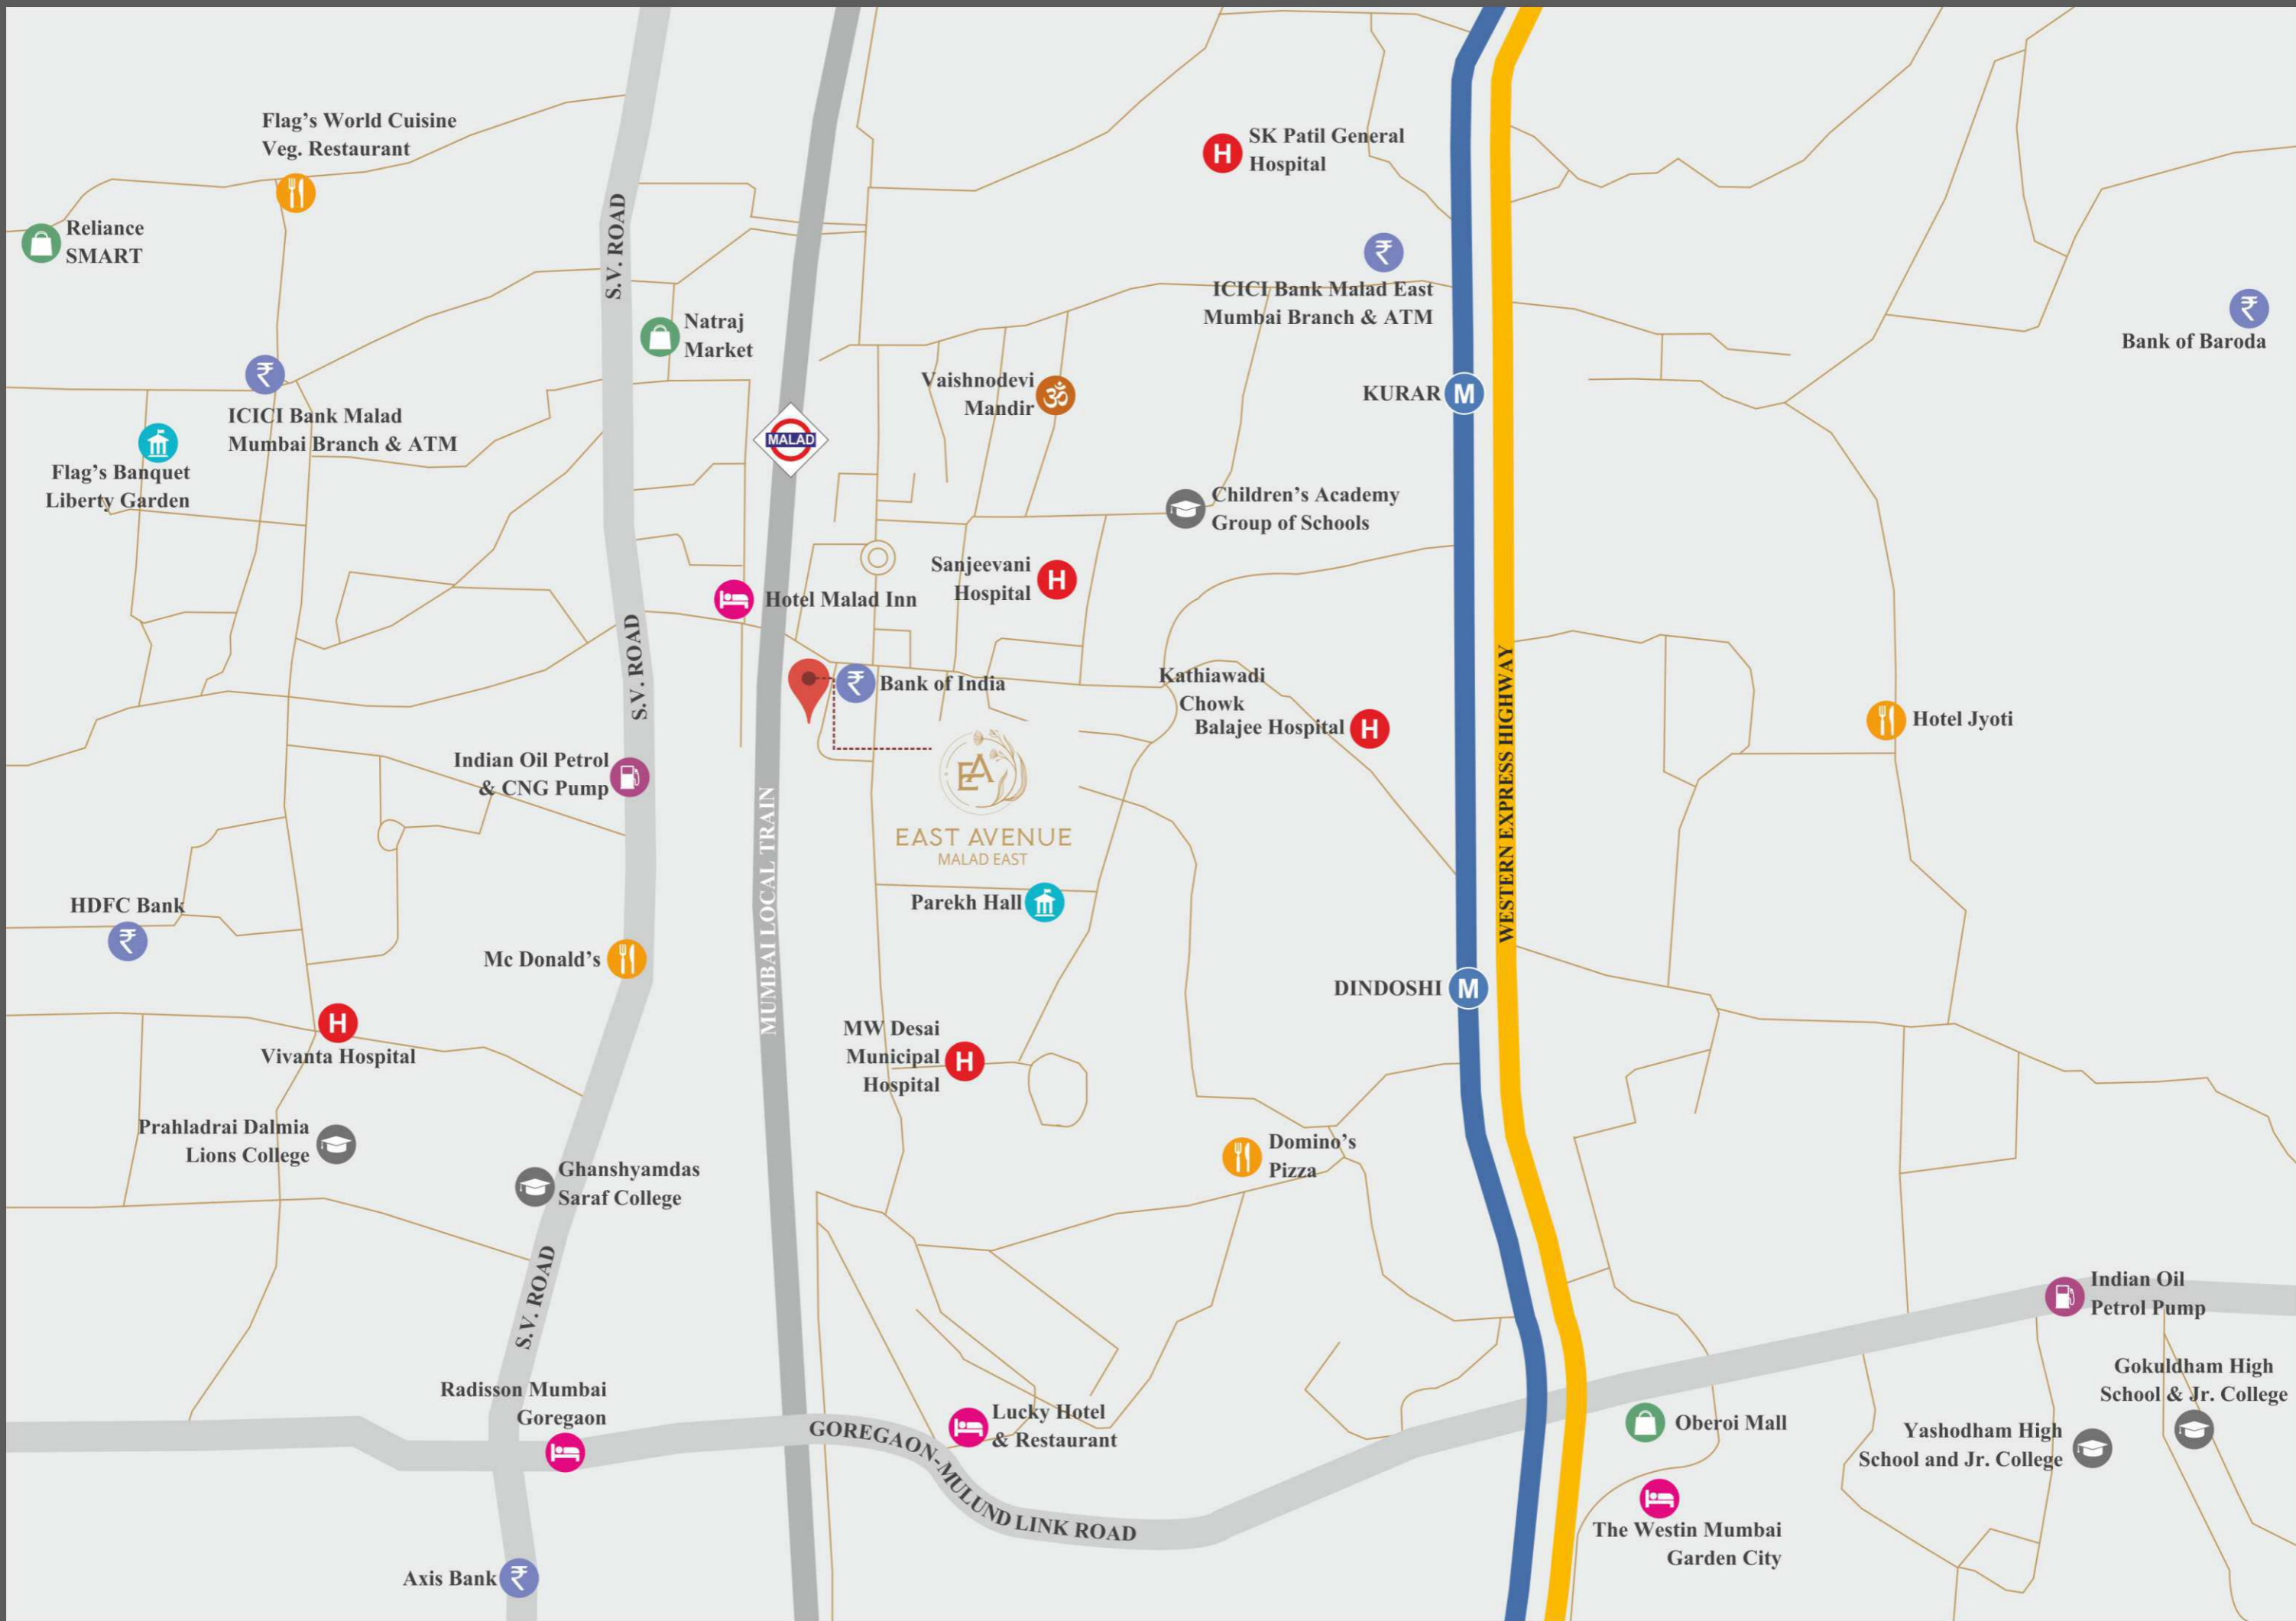 Flag's World Cuisine
Veg. Restaurant
SK Patil General
Hospital
H
Reliance
SMART
S.V. ROAD
₹
ICICI Bank Malad East
Mumbai Branch & ATM
₹
Bank of Baroda
Natraj
Market
₹
ICICI Bank Malad
Mumbai Branch & ATM
Vaishnodevi
Mandir
ॐ
KURAR
M
MALAD
Flag's Banquet
Liberty Garden
Children's Academy
Group of Schools
Sanjeevani
Hospital
H
Hotel Malad Inn
S.V. ROAD
₹
Bank of India
Kathiawadi
Chowk
Balajee Hospital
H
WESTERN EXPRESS HIGHWAY
Hotel Jyoti
Indian Oil Petrol
& CNG Pump
EA
EAST AVENUE
MALAD EAST
MUMBAI LOCAL TRAIN
HDFC Bank
₹
Parekh Hall
Mc Donald's
DINDOSHI
M
H
Vivanta Hospital
MW Desai
Municipal
Hospital
H
Prahladrai Dalmia
Lions College
Ghanshyamdas
Saraf College
Domino's
Pizza
S.V. ROAD
Indian Oil
Petrol Pump
Radisson Mumbai
Goregaon
GOREGAON-MULUND LINK ROAD
Lucky Hotel
& Restaurant
Oberoi Mall
Gokuldham High
School & Jr. College
Yashodham High
School and Jr. College
The Westin Mumbai
Garden City
Axis Bank
₹